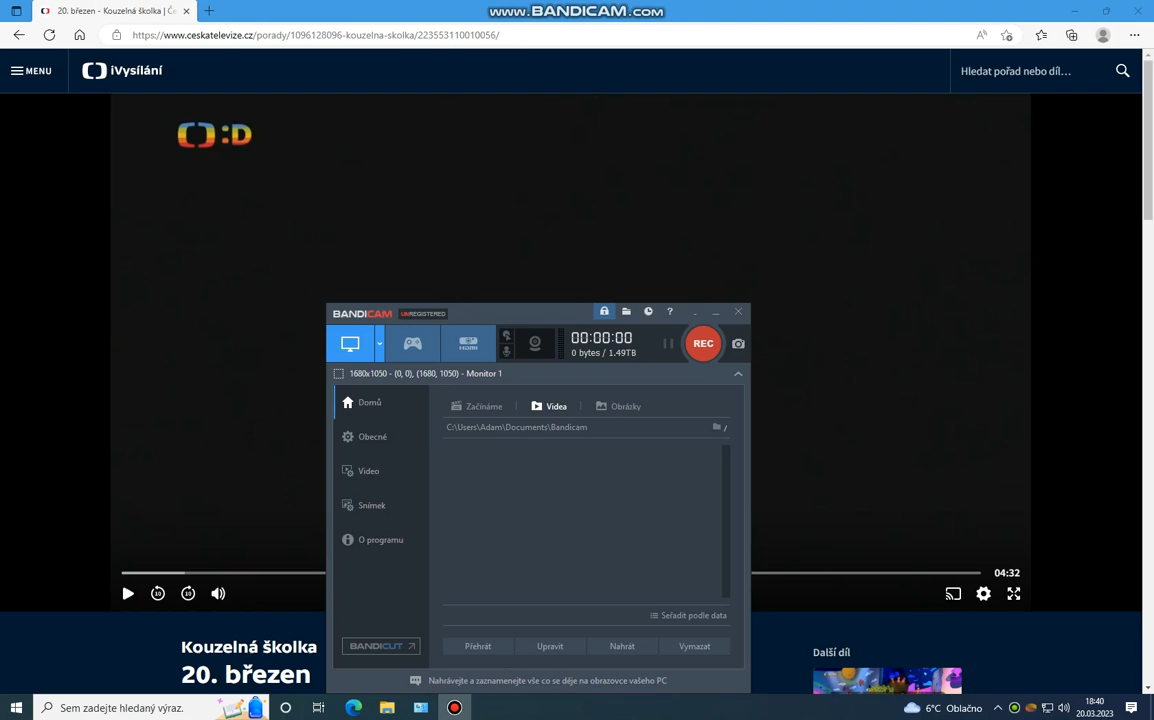 www.BANDICAM.com
20. březen - Kouzelná školka | Če
https://www.ceskatelevize.cz/porady/1096128096-kouzelna-skolka/223553110010056/
MENU
iVysílání
Hledat pořad nebo díl...
:D
BANDICAM UNREGISTERED
00:00:00
0 bytes / 1.49TB
REC
HDMI
1680x1050 - (0, 0), (1680, 1050) - Monitor 1
Domů
Obecné
Video
Snímek
O programu
Začínáme
Videa
Obrázky
C:\Users\Adam\Documents\Bandicam
Seřadit podle data
BANDICUT
Přehrát
Upravit
Nahrát
Vymazat
Nahrávejte a zaznamenejte vše co se děje na obrazovce vašeho PC
04:32
10
10
Kouzelná školka
20. březen
Další díl
Sem zadejte hledaný výraz.
6°C Oblačno
18:40
20.03.2023